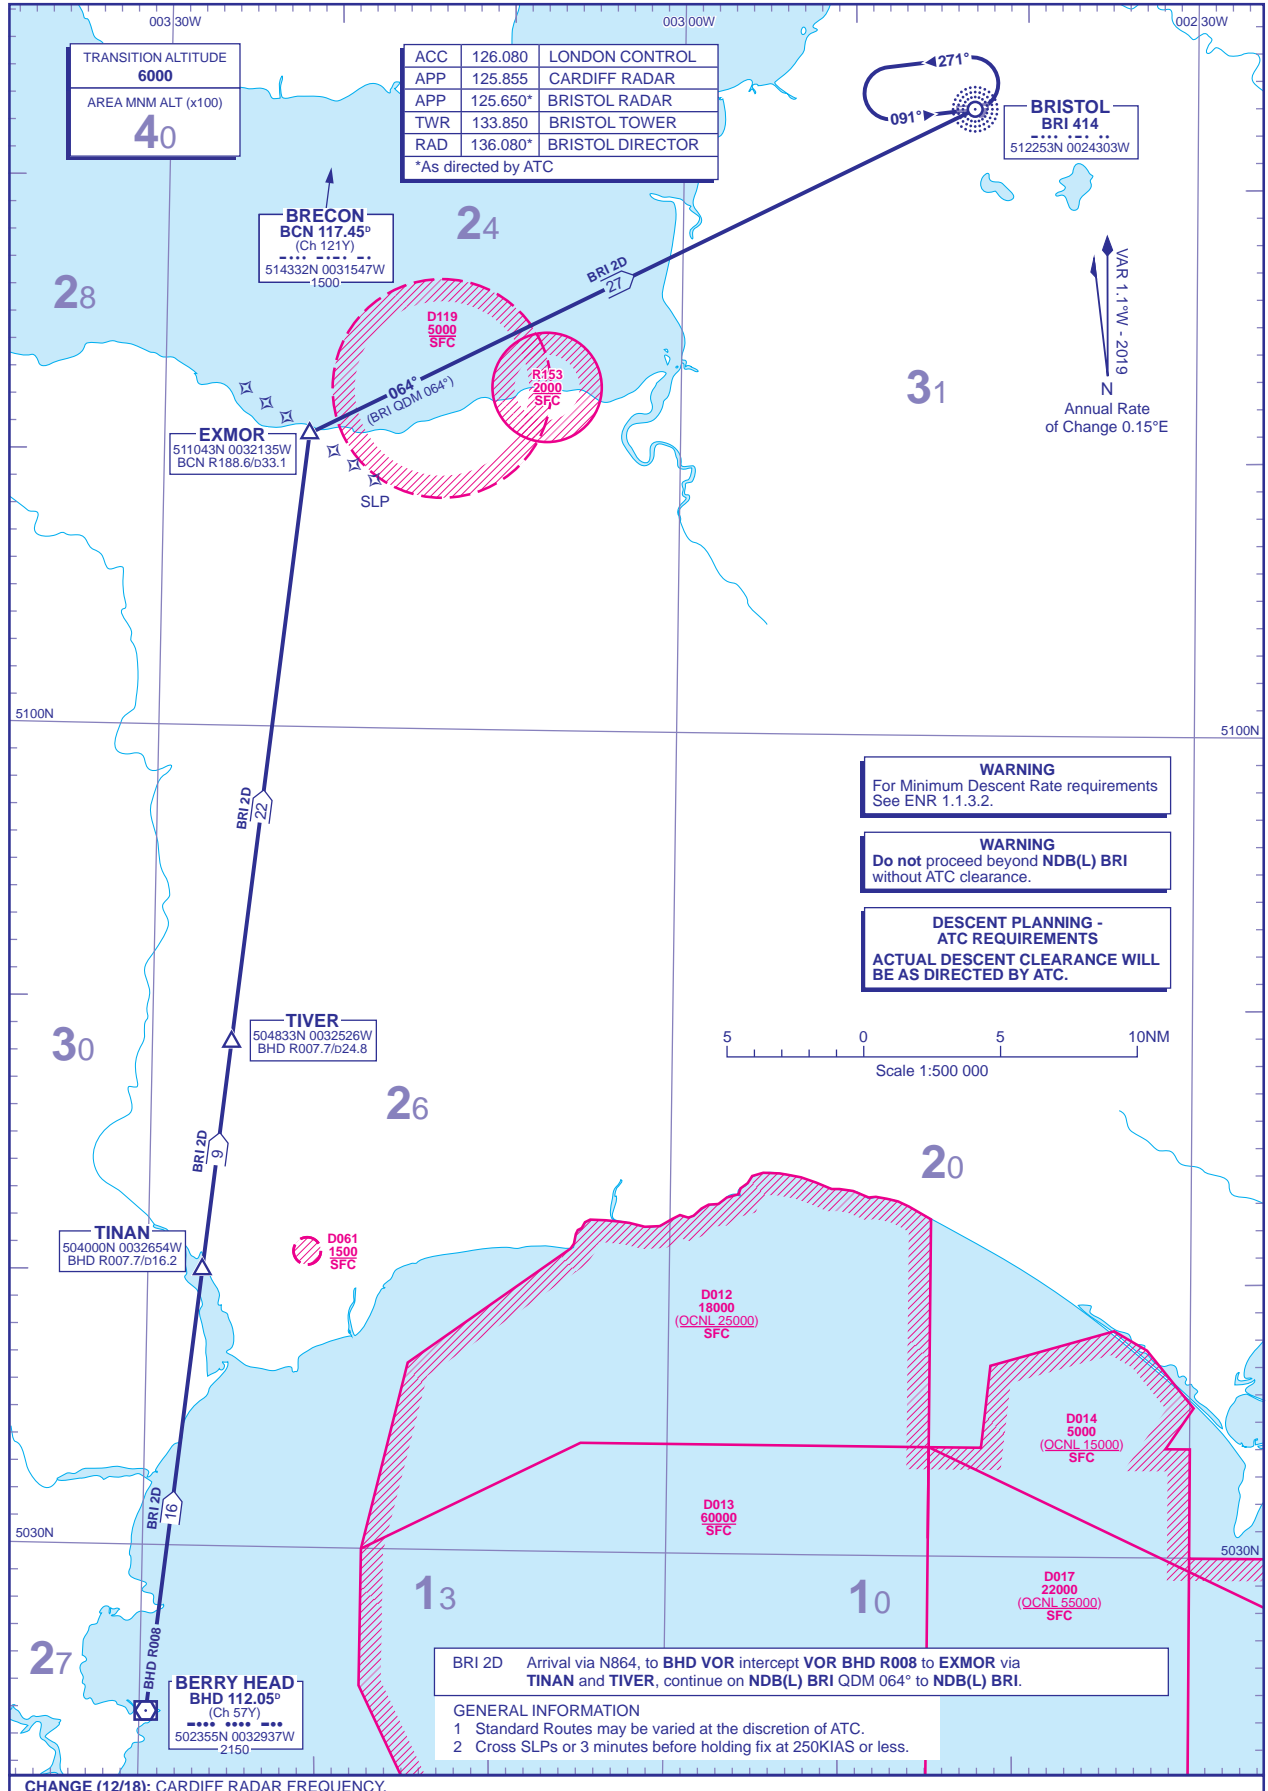 003 30W
003 00W
002 30W
TRANSITION ALTITUDE
6000
AREA MNM ALT (x100)
40
ACC 126.080 LONDON CONTROL
APP 125.855 CARDIFF RADAR
APP 125.650* BRISTOL RADAR
TWR 133.850 BRISTOL TOWER
RAD 136.080* BRISTOL DIRECTOR
*As directed by ATC
271°
091°
BRISTOL
BRI 414
512253N 0024303W
BRECON
BCN 117.45D
(Ch 121Y)
514332N 0031547W
1500
24
28
BRI 2D
27
VAR 1.1°W - 2019
N
Annual Rate
of Change 0.15°E
D119
5000
SFC
R153
2000
SFC
31
064°
(BRI QDM 064°)
EXMOR
511043N 0032135W
BCN R188.6/D33.1
SLP
5100N
5100N
BRI 2D
22
WARNING
For Minimum Descent Rate requirements
See ENR 1.1.3.2.
WARNING
Do not proceed beyond NDB(L) BRI
without ATC clearance.
DESCENT PLANNING -
ATC REQUIREMENTS
ACTUAL DESCENT CLEARANCE WILL
BE AS DIRECTED BY ATC.
TIVER
504833N 0032526W
BHD R007.7/D24.8
30
5 0 5 10NM
Scale 1:500 000
26
BRI 2D
9
20
TINAN
504000N 0032654W
BHD R007.7/D16.2
D061
1500
SFC
D012
18000
(OCNL 25000)
SFC
D014
5000
(OCNL 15000)
SFC
BRI 2D
16
D013
60000
SFC
5030N
5030N
13
10
D017
22000
(OCNL 55000)
SFC
27
BHD R008
BERRY HEAD
BHD 112.05D
(Ch 57Y)
502355N 0032937W
2150
BRI 2D Arrival via N864, to BHD VOR intercept VOR BHD R008 to EXMOR via
TINAN and TIVER, continue on NDB(L) BRI QDM 064° to NDB(L) BRI.
GENERAL INFORMATION
1 Standard Routes may be varied at the discretion of ATC.
2 Cross SLPs or 3 minutes before holding fix at 250KIAS or less.
CHANGE (12/18): CARDIFF RADAR FREQUENCY.